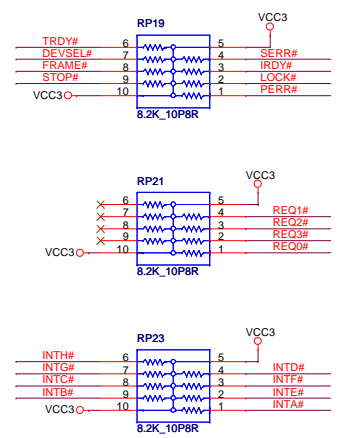 RP19
VCC3
TRDY# 6 5
DEVSEL# 7 4 SERR#
FRAME# 8 3 IRDY#
STOP# 9 2 LOCK#
VCC3 10 1 PERR#
8.2K_10P8R
RP21
VCC3
6 5
7 4 REQ1#
8 3 REQ2#
9 2 REQ3#
VCC3 10 1 REQ0#
8.2K_10P8R
RP23
VCC3
INTH# 6 5
INTG# 7 4 INTD#
INTC# 8 3 INTF#
INTB# 9 2 INTE#
VCC3 10 1 INTA#
8.2K_10P8R